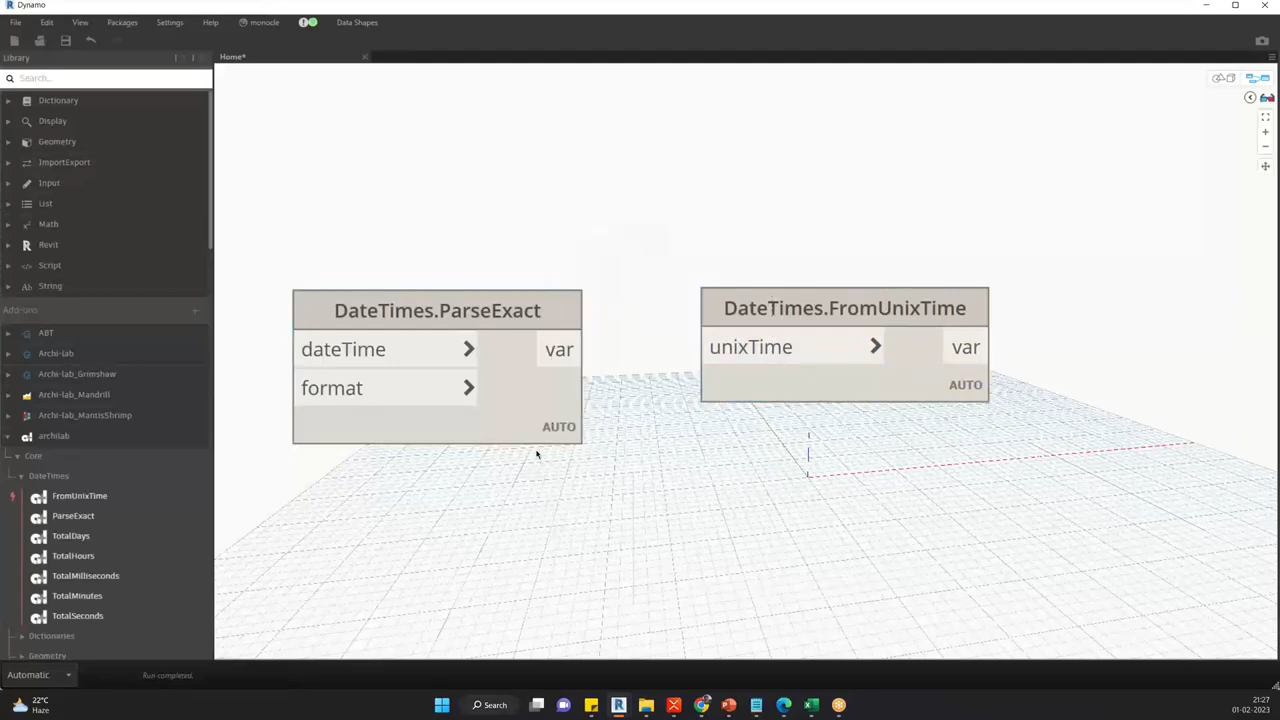 Dynamo
File Edit View Packages Settings Help monocle Data Shapes
Library
Home*
Search...
Dictionary
Display
Geometry
ImportExport
Input
List
Math
Revit
Script
String
Add-ons
ABT
Archi-lab
Archi-lab_Grimshaw
Archi-lab_Mandrill
Archi-lab_MantisShrimp
archilab
Core
DateTimes
FromUnixTime
ParseExact
TotalDays
TotalHours
TotalMilliseconds
TotalMinutes
TotalSeconds
Dictionaries
Geometry
DateTimes.ParseExact
dateTime > var
format >
AUTO
DateTimes.FromUnixTime
unixTime > var
AUTO
Automatic
Run completed.
22°C
Haze
Search
21:27
01-02-2023